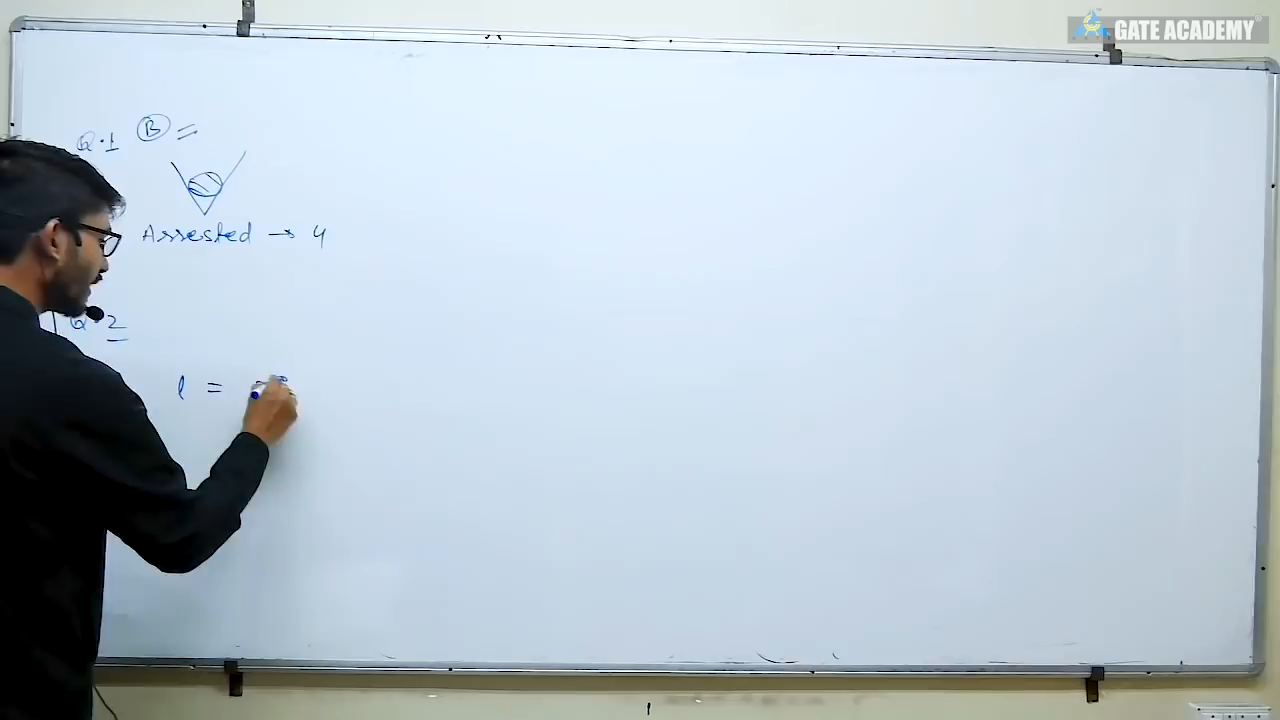 GATE ACADEMY
Q.1 B =
Arrested → 4
Q.2
l =